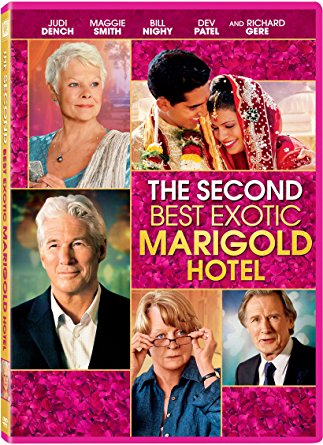 JUDI DENCH
MAGGIE SMITH
BILL NIGHY
DEV PATEL
AND RICHARD GERE
THE SECOND
BEST EXOTIC
MARIGOLD
HOTEL
THE SECOND BEST EXOTIC MARIGOLD HOTEL